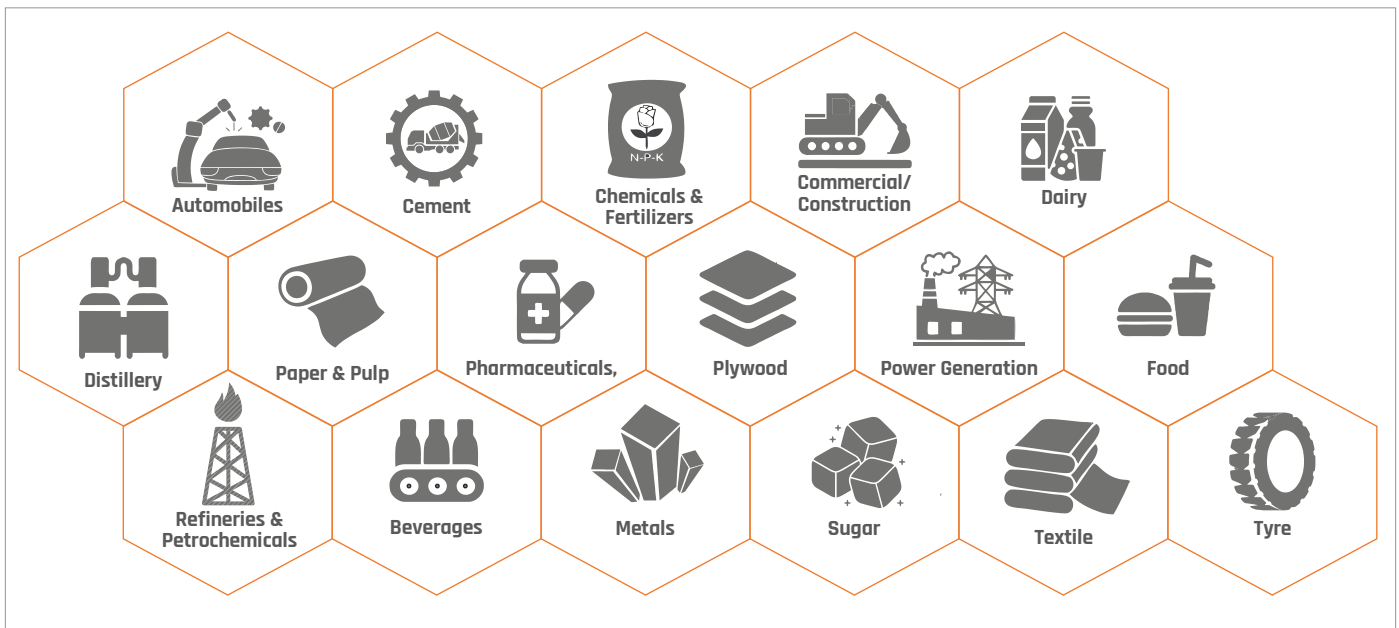 Automobiles
Cement
N-P-K
Chemicals &
Fertilizers
Commercial/
Construction
Dairy
Distillery
Paper & Pulp
Pharmaceuticals,
Plywood
Power Generation
Food
Refineries &
Petrochemicals
Beverages
Metals
Sugar
Textile
Tyre